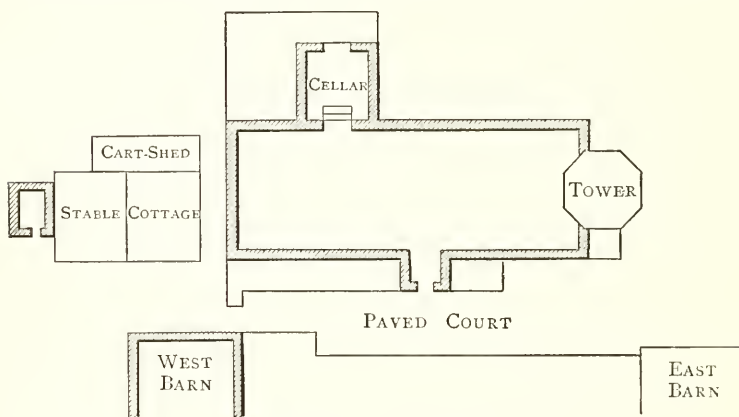 CELLAR
CART-SHED
STABLE
COTTAGE
TOWER
PAVED COURT
WEST
BARN
EAST
BARN